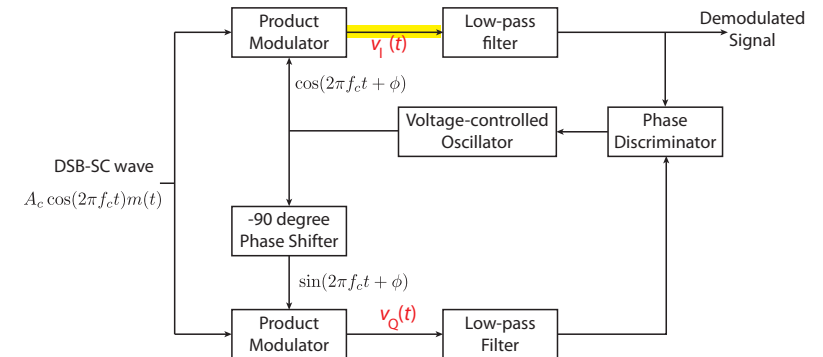 Product
Modulator
v_I (t)
Low-pass
filter
Demodulated
Signal
cos(2πf_c t + ϕ)
Voltage-controlled
Oscillator
Phase
Discriminator
DSB-SC wave
A_c cos(2πf_c t)m(t)
-90 degree
Phase Shifter
sin(2πf_c t + ϕ)
Product
Modulator
v_Q(t)
Low-pass
Filter